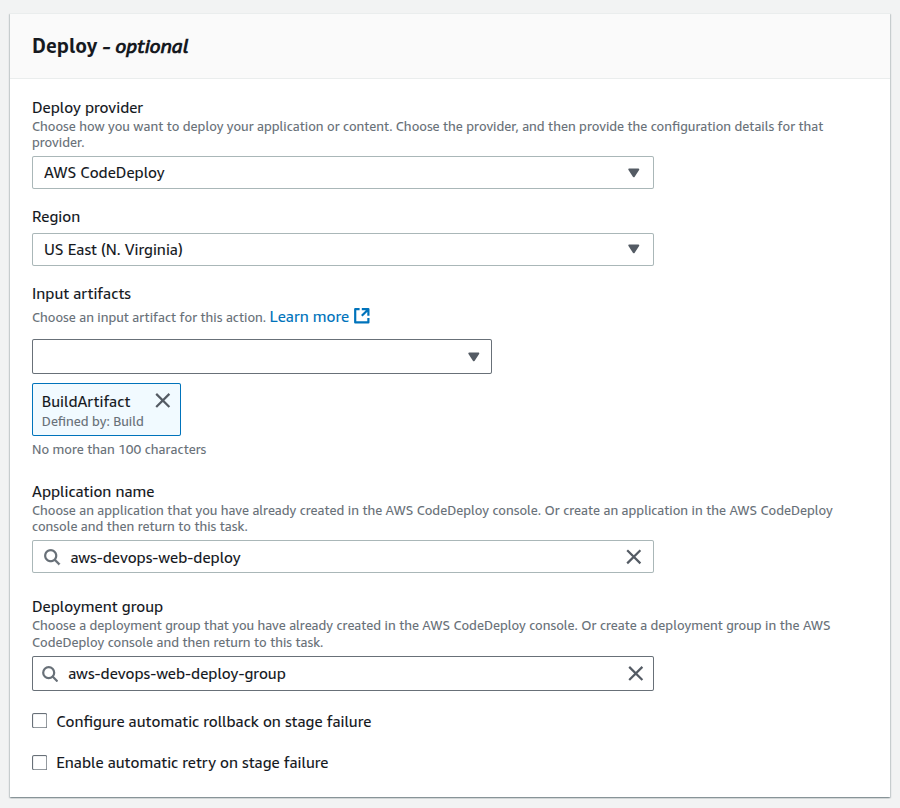 Deploy – optional
Deploy provider
Choose how you want to deploy your application or content. Choose the provider, and then provide the configuration details for that
provider.
AWS CodeDeploy
Region
US East (N. Virginia)
Input artifacts
Choose an input artifact for this action. Learn more
BuildArtifact
Defined by: Build
No more than 100 characters
Application name
Choose an application that you have already created in the AWS CodeDeploy console. Or create an application in the AWS CodeDeploy
console and then return to this task.
aws-devops-web-deploy
Deployment group
Choose a deployment group that you have already created in the AWS CodeDeploy console. Or create a deployment group in the AWS
CodeDeploy console and then return to this task.
aws-devops-web-deploy-group
Configure automatic rollback on stage failure
Enable automatic retry on stage failure